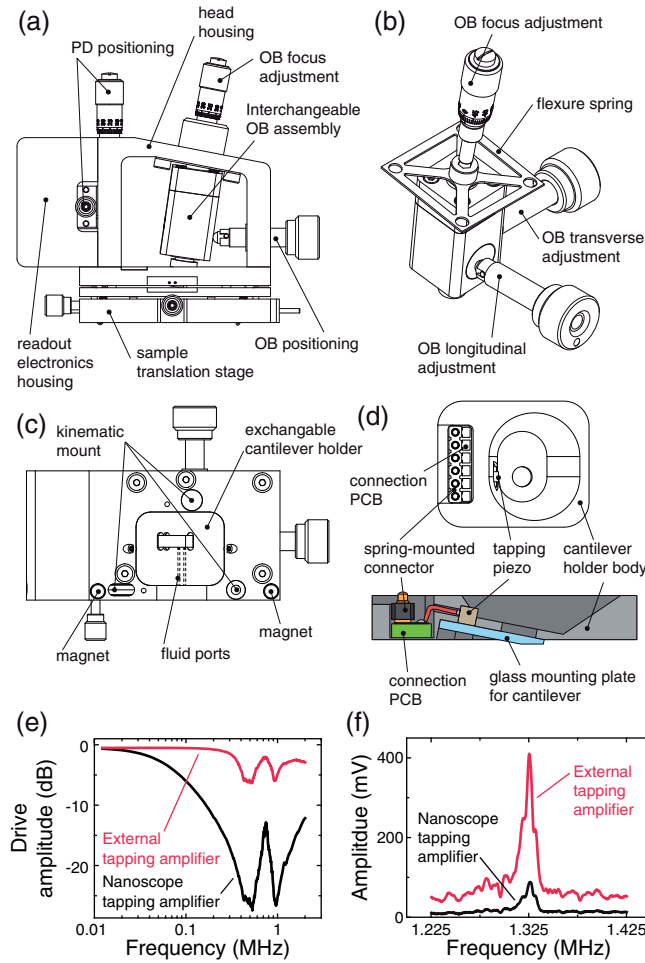 (a)
head
housing
PD positioning
OB focus
adjustment
Interchangeable
OB assembly
readout
electronics
housing
sample
translation stage
OB positioning
(b)
OB focus adjustment
flexure spring
OB transverse
adjustment
OB longitudinal
adjustment
(c)
kinematic
mount
exchangable
cantilever holder
magnet
fluid ports
magnet
(d)
connection
PCB
spring-mounted
connector
tapping
piezo
cantilever
holder body
connection
PCB
glass mounting plate
for cantilever
(e)
Drive
amplitude (dB)
0
-10
-20
External
tapping amplifier
Nanoscope
tapping amplifier
0.01
0.1
1
Frequency (MHz)
(f)
Amplitdue (mV)
400
200
0
External
tapping
amplifier
Nanoscope
tapping
amplifier
1.225
1.325
1.425
Frequency (MHz)